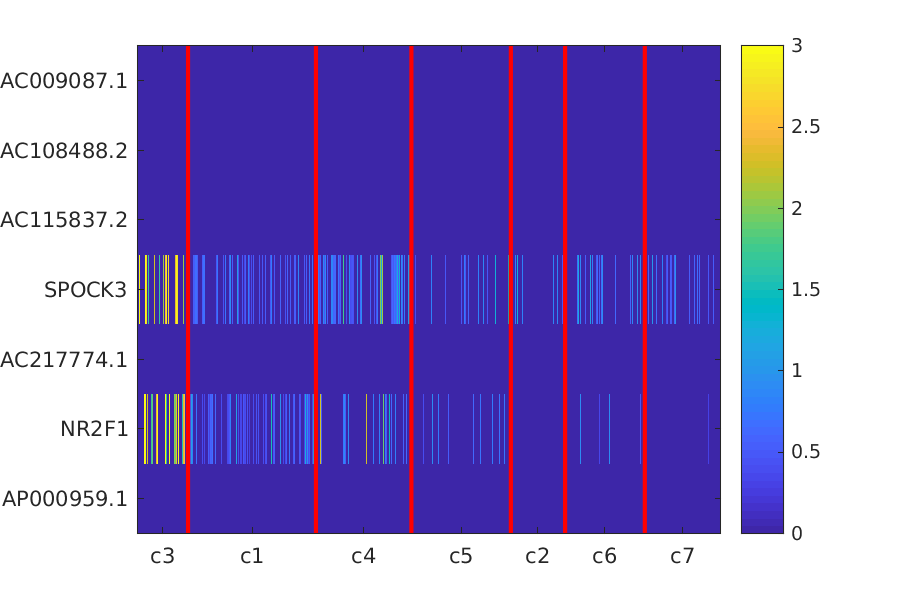 AC009087.1
AC108488.2
AC115837.2
SPOCK3
AC217774.1
NR2F1
AP000959.1
c3 c1 c4 c5 c2 c6 c7
3
2.5
2
1.5
1
0.5
0